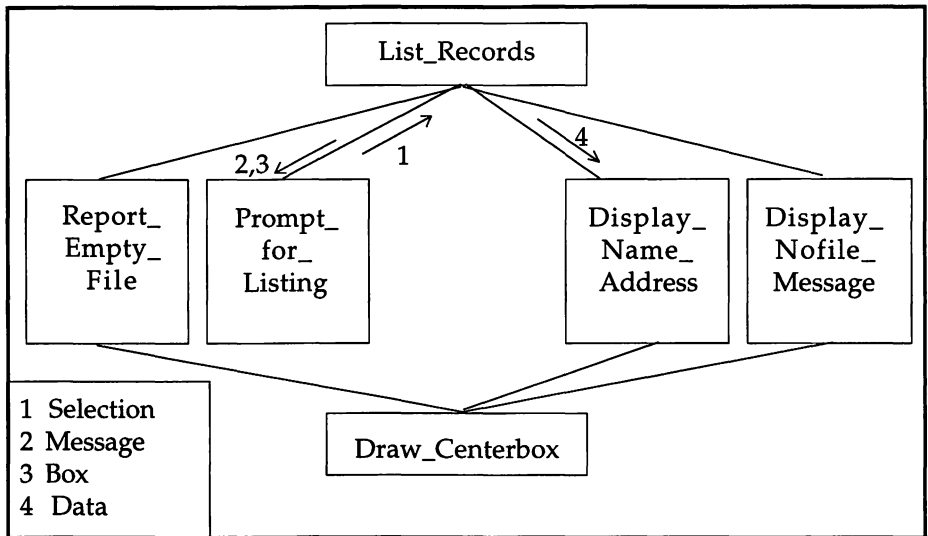 List_Records
2,3
1
4
Report_
Empty_
File
Prompt_
for_
Listing
Display_
Name_
Address
Display_
Nofile_
Message
1 Selection
2 Message
3 Box
4 Data
Draw_Centerbox